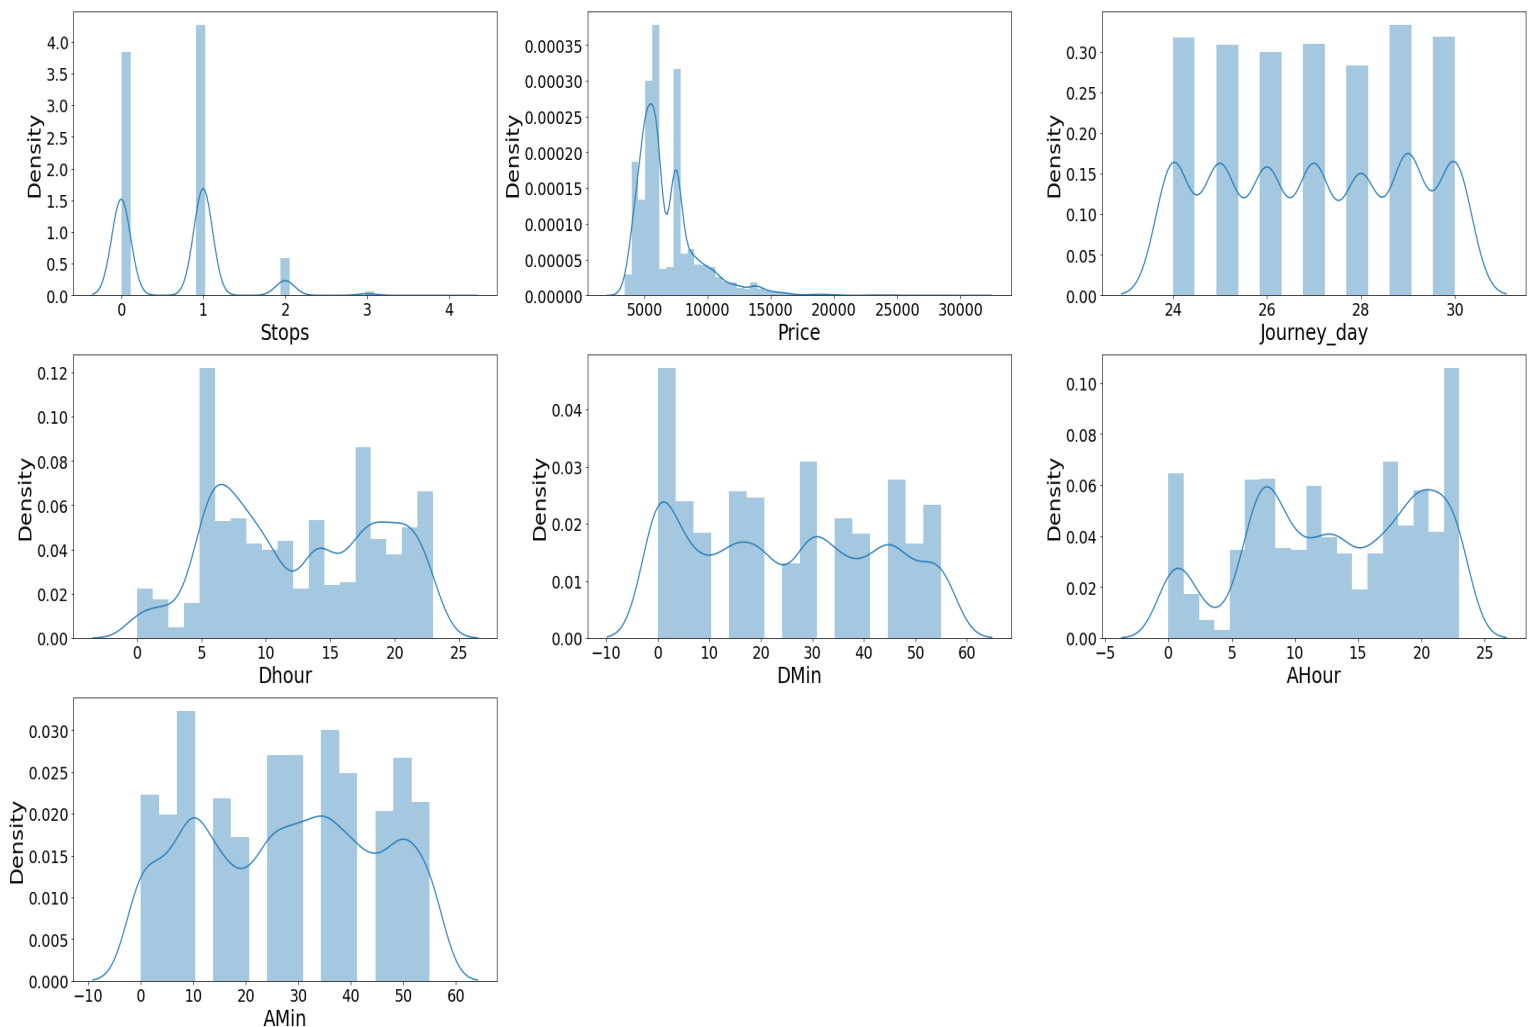 4.0
3.5
3.0
2.5
2.0
1.5
1.0
0.5
0.0
Density
0 1 2 3 4
Stops
0.00035
0.00030
0.00025
0.00020
0.00015
0.00010
0.00005
0.00000
Density
5000 10000 15000 20000 25000 30000
Price
0.30
0.25
0.20
0.15
0.10
0.05
0.00
Density
24 26 28 30
Journey_day
0.12
0.10
0.08
0.06
0.04
0.02
0.00
Density
0 5 10 15 20 25
Dhour
0.04
0.03
0.02
0.01
0.00
Density
−10 0 10 20 30 40 50 60
DMin
0.10
0.08
0.06
0.04
0.02
0.00
Density
−5 0 5 10 15 20 25
AHour
0.030
0.025
0.020
0.015
0.010
0.005
0.000
Density
−10 0 10 20 30 40 50 60
AMin